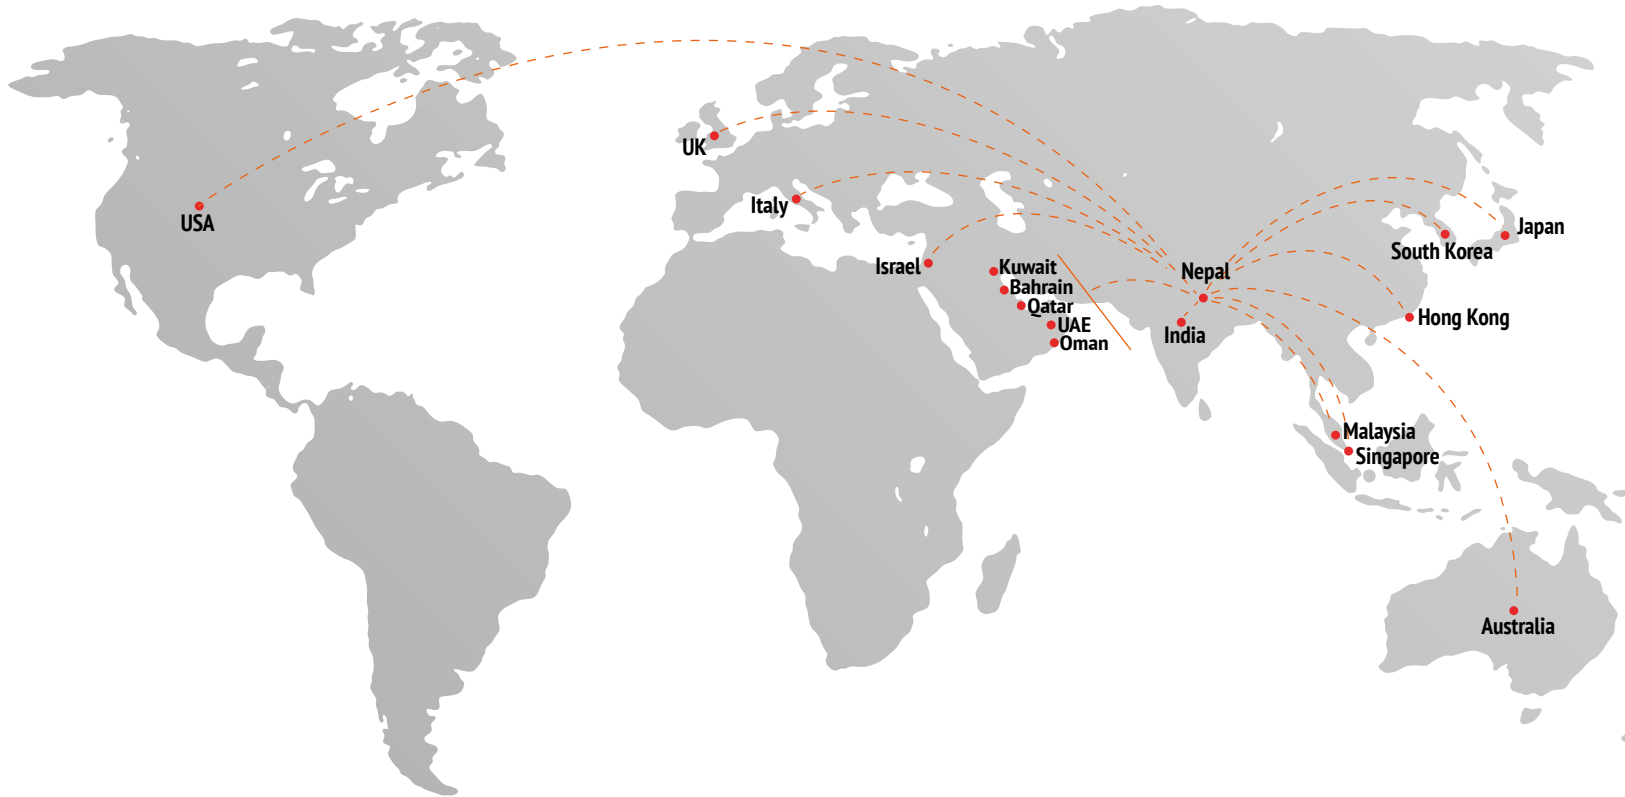 UK
Italy
USA
Japan
South Korea
Israel
Kuwait
Nepal
Bahrain
Qatar
Hong Kong
UAE
India
Oman
Malaysia
Singapore
Australia